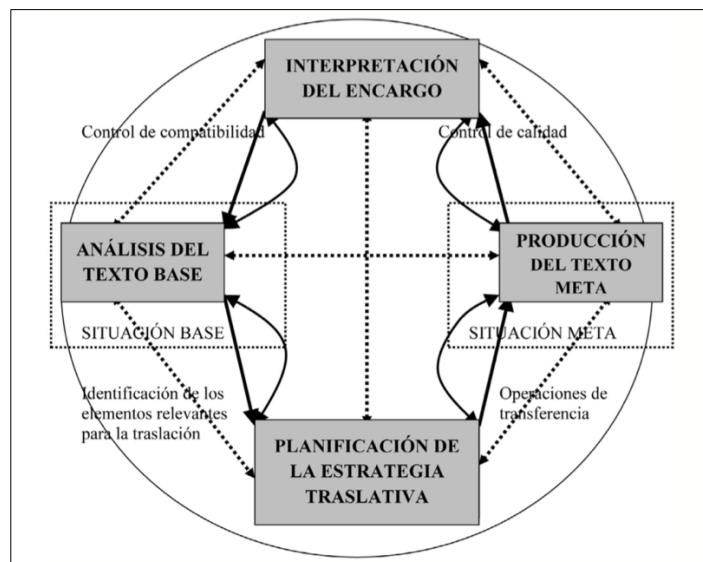 INTERPRETACIÓN
DEL ENCARGO
Control de compatibilidad
Control de calidad
ANÁLISIS DEL
TEXTO BASE
PRODUCCIÓN
DEL TEXTO
META
SITUACIÓN BASE
SITUACIÓN META
Identificación de los
elementos relevantes
para la traslación
Operaciones de
transferencia
PLANIFICACIÓN DE
LA ESTRATEGIA
TRASLATIVA